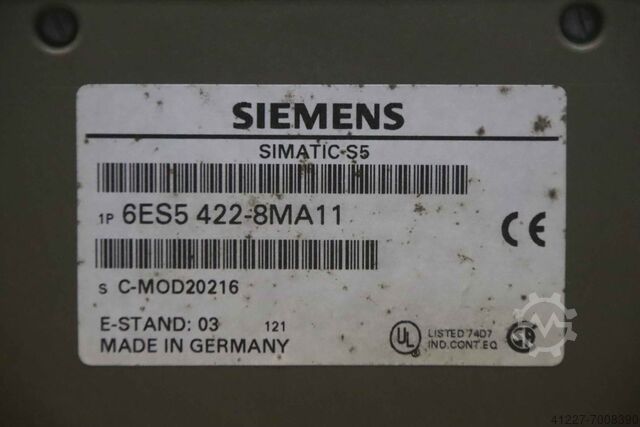 SIEMENS
SIMATIC-S5
1P 6ES5 422-8MA11
S C-MOD20216
E-STAND: 03 121
MADE IN GERMANY
CE
UL LISTED 74D7
IND.CONT.EQ.
41227-7008399